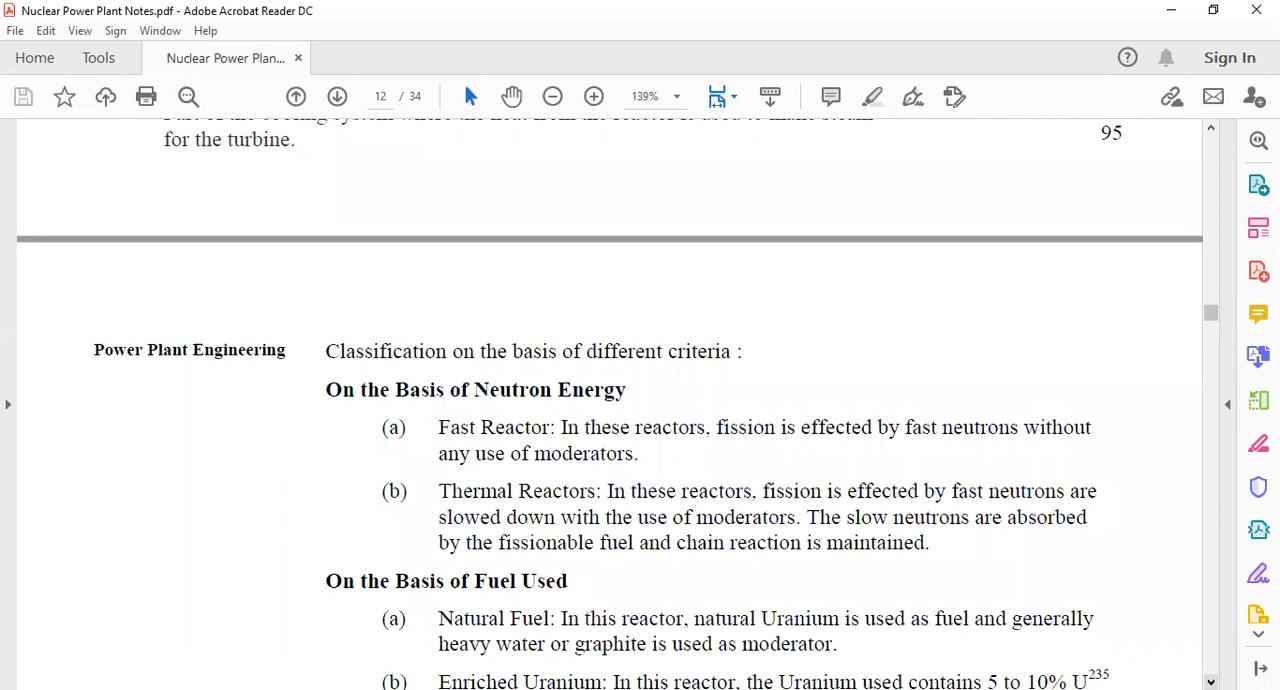 Nuclear Power Plant Notes.pdf - Adobe Acrobat Reader DC
File Edit View Sign Window Help
Home Tools Nuclear Power Plan... × Sign In
12 / 34 139%
for the turbine. 95
Power Plant Engineering Classification on the basis of different criteria :
On the Basis of Neutron Energy
(a) Fast Reactor: In these reactors, fission is effected by fast neutrons without
any use of moderators.
(b) Thermal Reactors: In these reactors, fission is effected by fast neutrons are
slowed down with the use of moderators. The slow neutrons are absorbed
by the fissionable fuel and chain reaction is maintained.
On the Basis of Fuel Used
(a) Natural Fuel: In this reactor, natural Uranium is used as fuel and generally
heavy water or graphite is used as moderator.
(b) Enriched Uranium: In this reactor, the Uranium used contains 5 to 10% U235